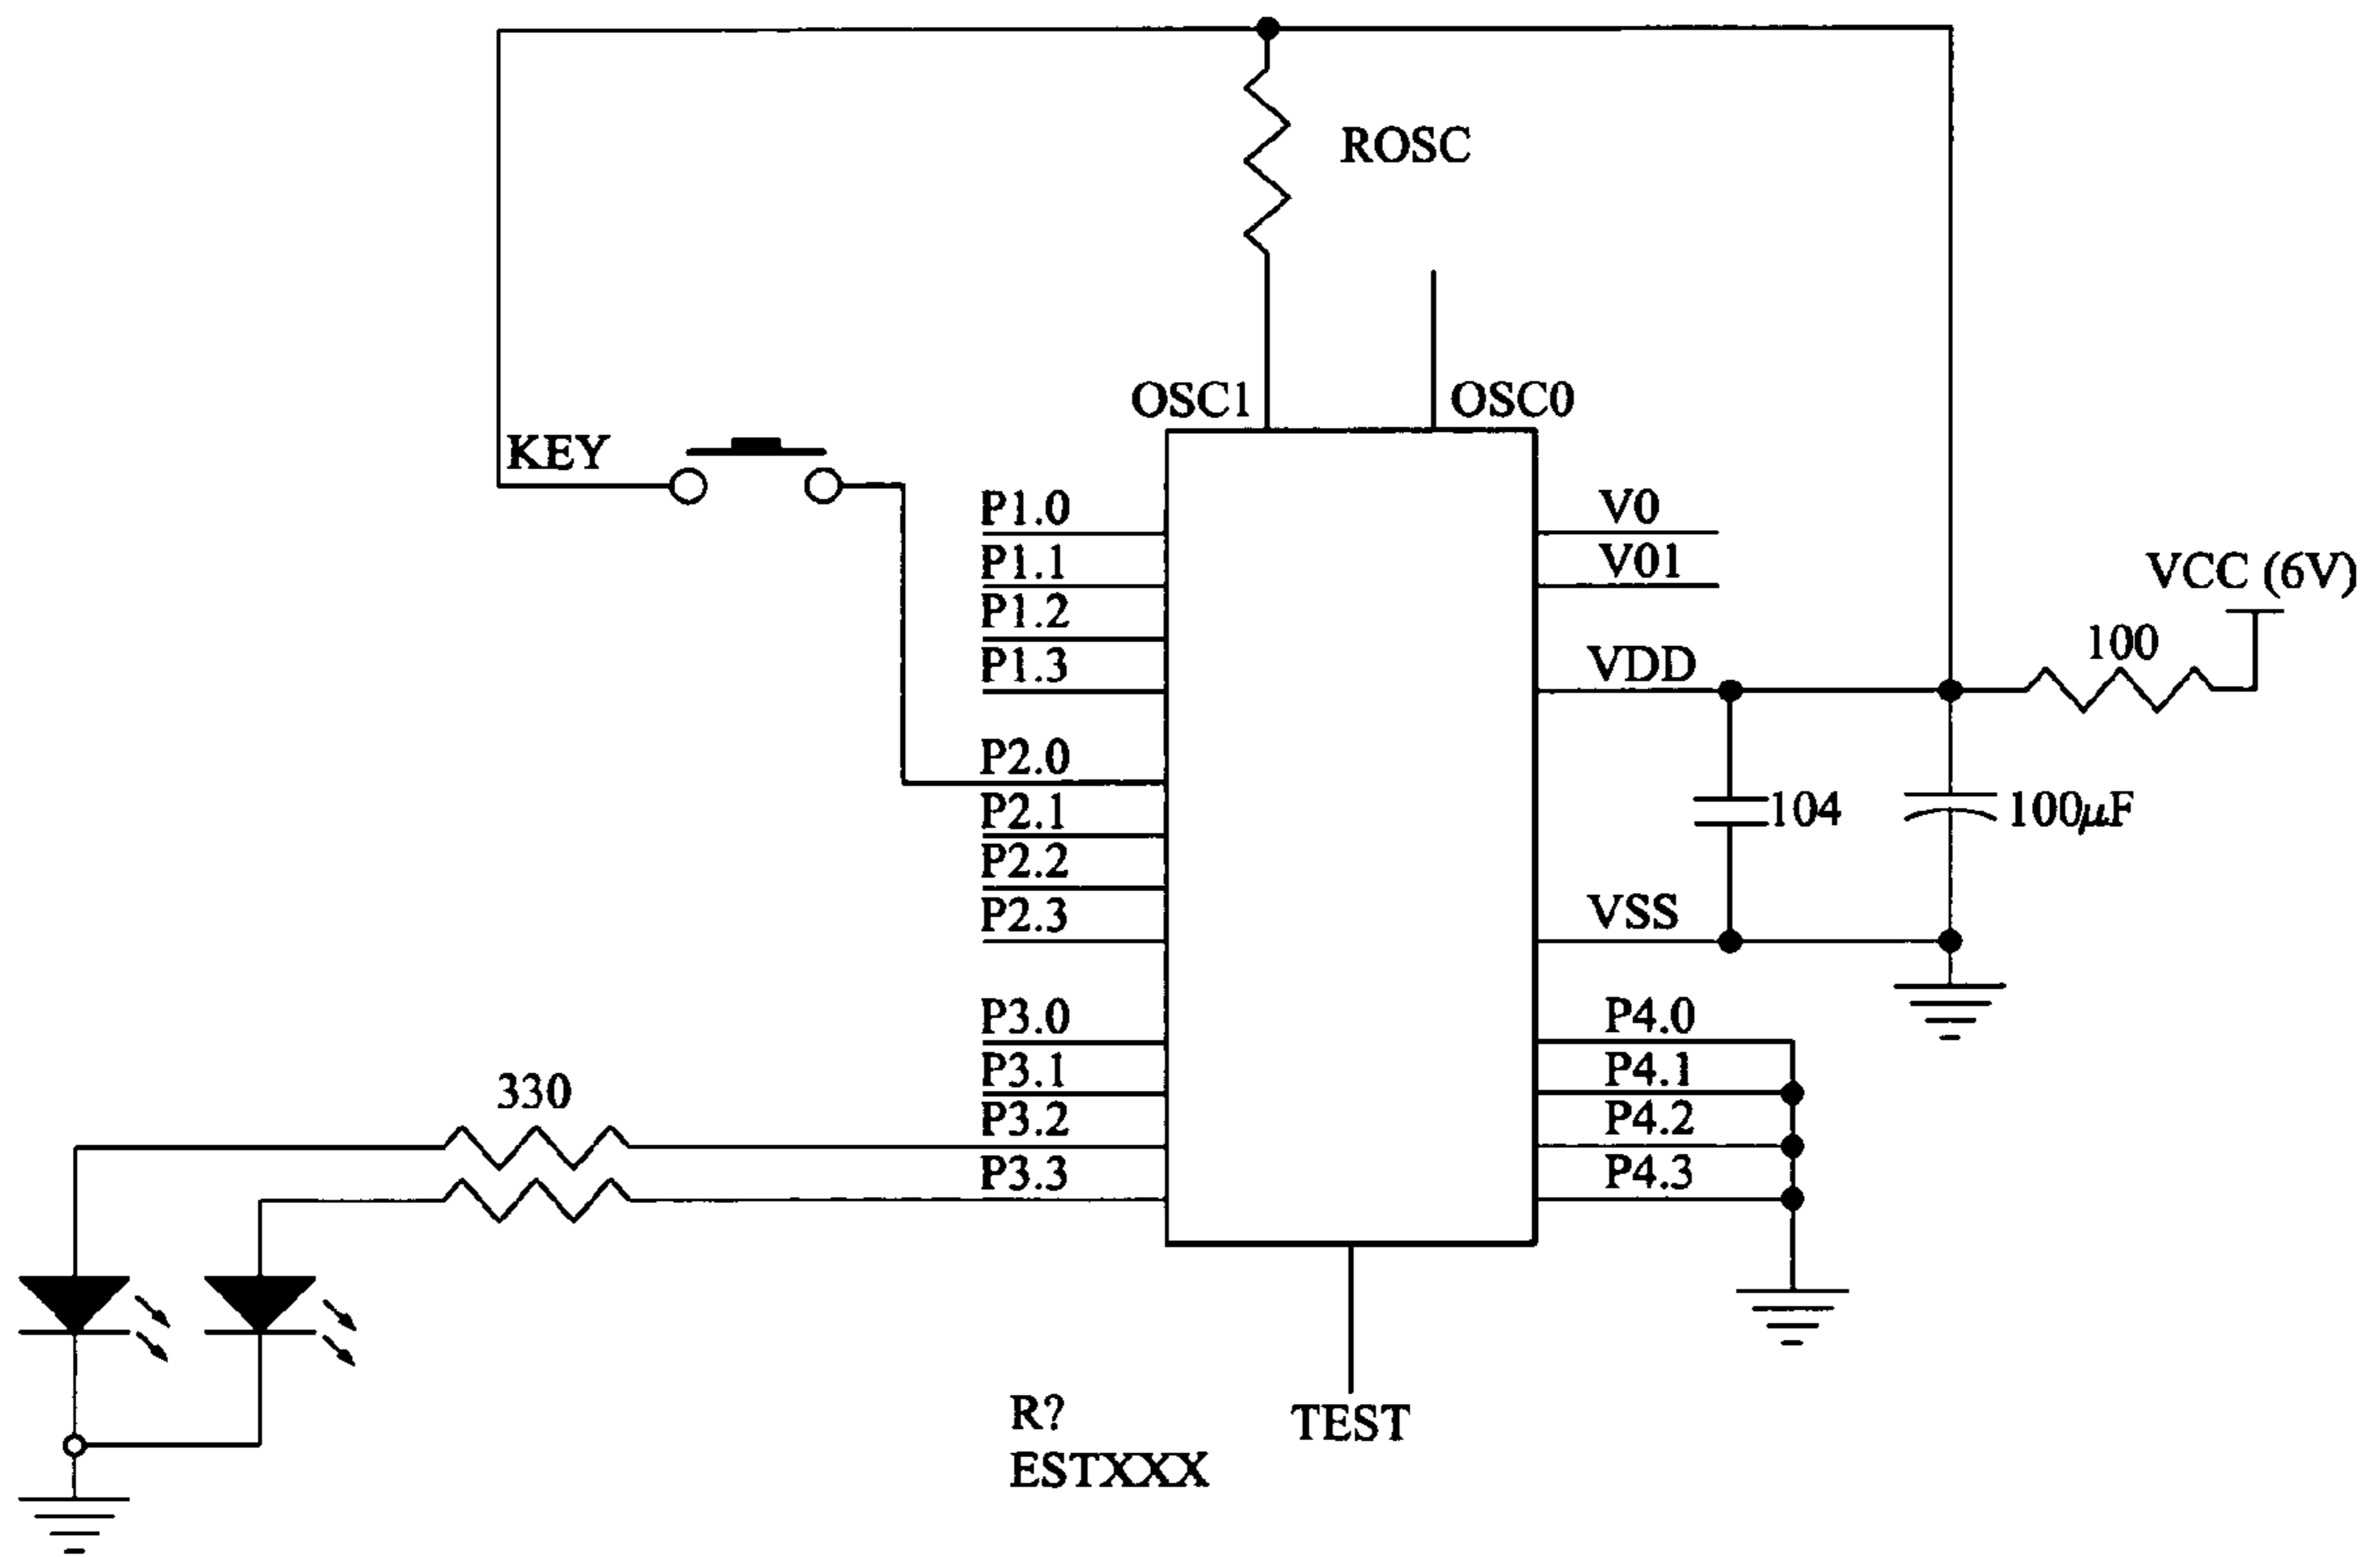 ROSC
OSC1
OSC0
KEY
P1.0
P1.1
P1.2
P1.3
P2.0
P2.1
P2.2
P2.3
P3.0
P3.1
P3.2
P3.3
330
V0
V01
VDD
VSS
VCC (6V)
100
104
100μF
P4.0
P4.1
P4.2
P4.3
R?
ESTXXX
TEST